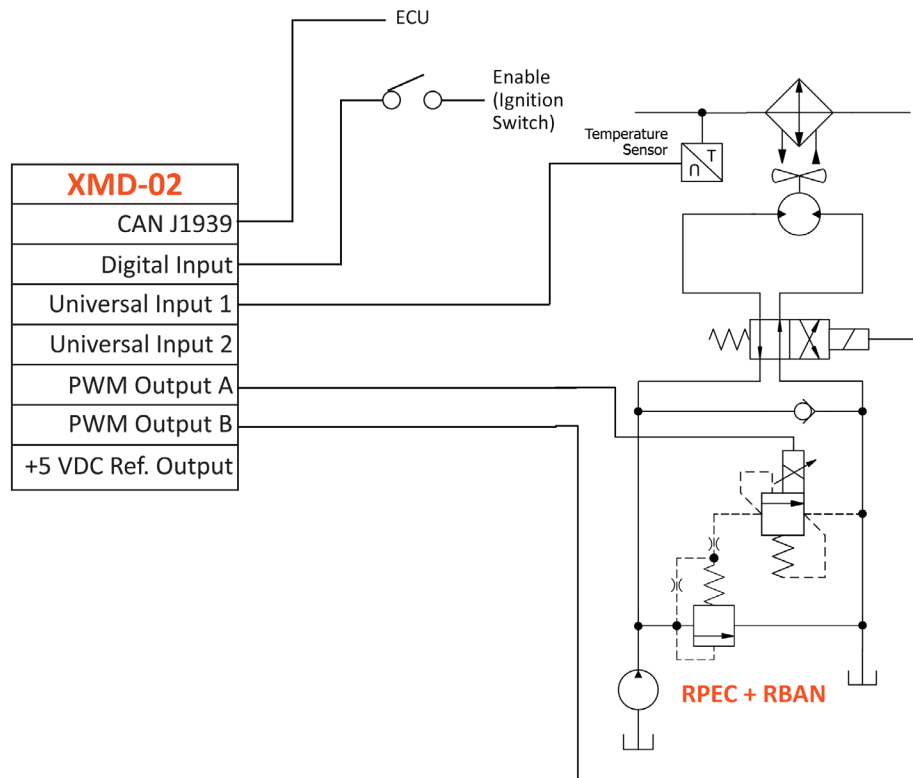 ECU
Enable
(Ignition
Switch)
Temperature
Sensor
T
U
XMD-02
CAN J1939
Digital Input
Universal Input 1
Universal Input 2
PWM Output A
PWM Output B
+5 VDC Ref. Output
RPEC + RBAN